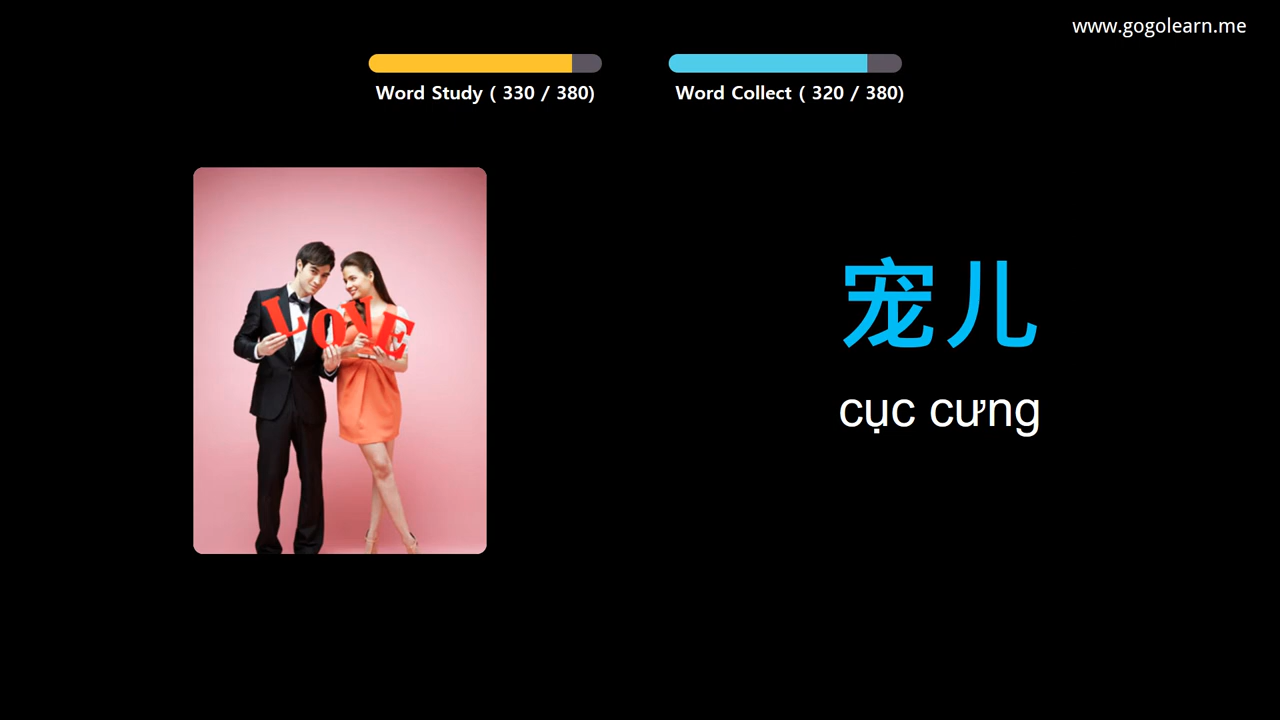 www.gogolearn.me
Word Study ( 330 / 380)
Word Collect ( 320 / 380)
LOVE
宠儿
cục cưng